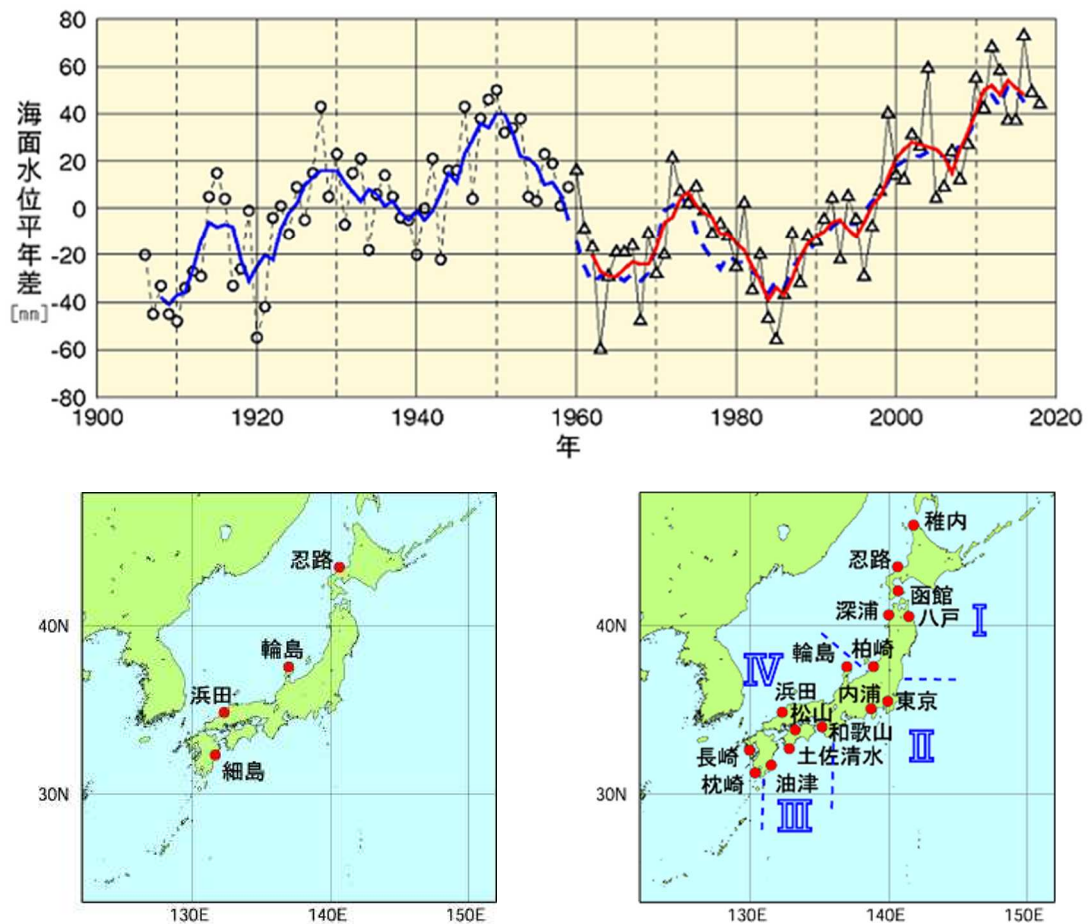 80
60
40
20
0
-20
-40
-60
-80
海面水位平年差
[mm]
1900
1920
1940
1960
1980
2000
2020
年
忍路
輪島
浜田
細島
40N
30N
130E
140E
150E
稚内
忍路
函館
深浦
八戸
I
輪島
柏崎
IV
浜田
内浦
東京
松山
和歌山
II
長崎
土佐清水
枕崎
油津
III
40N
30N
130E
140E
150E